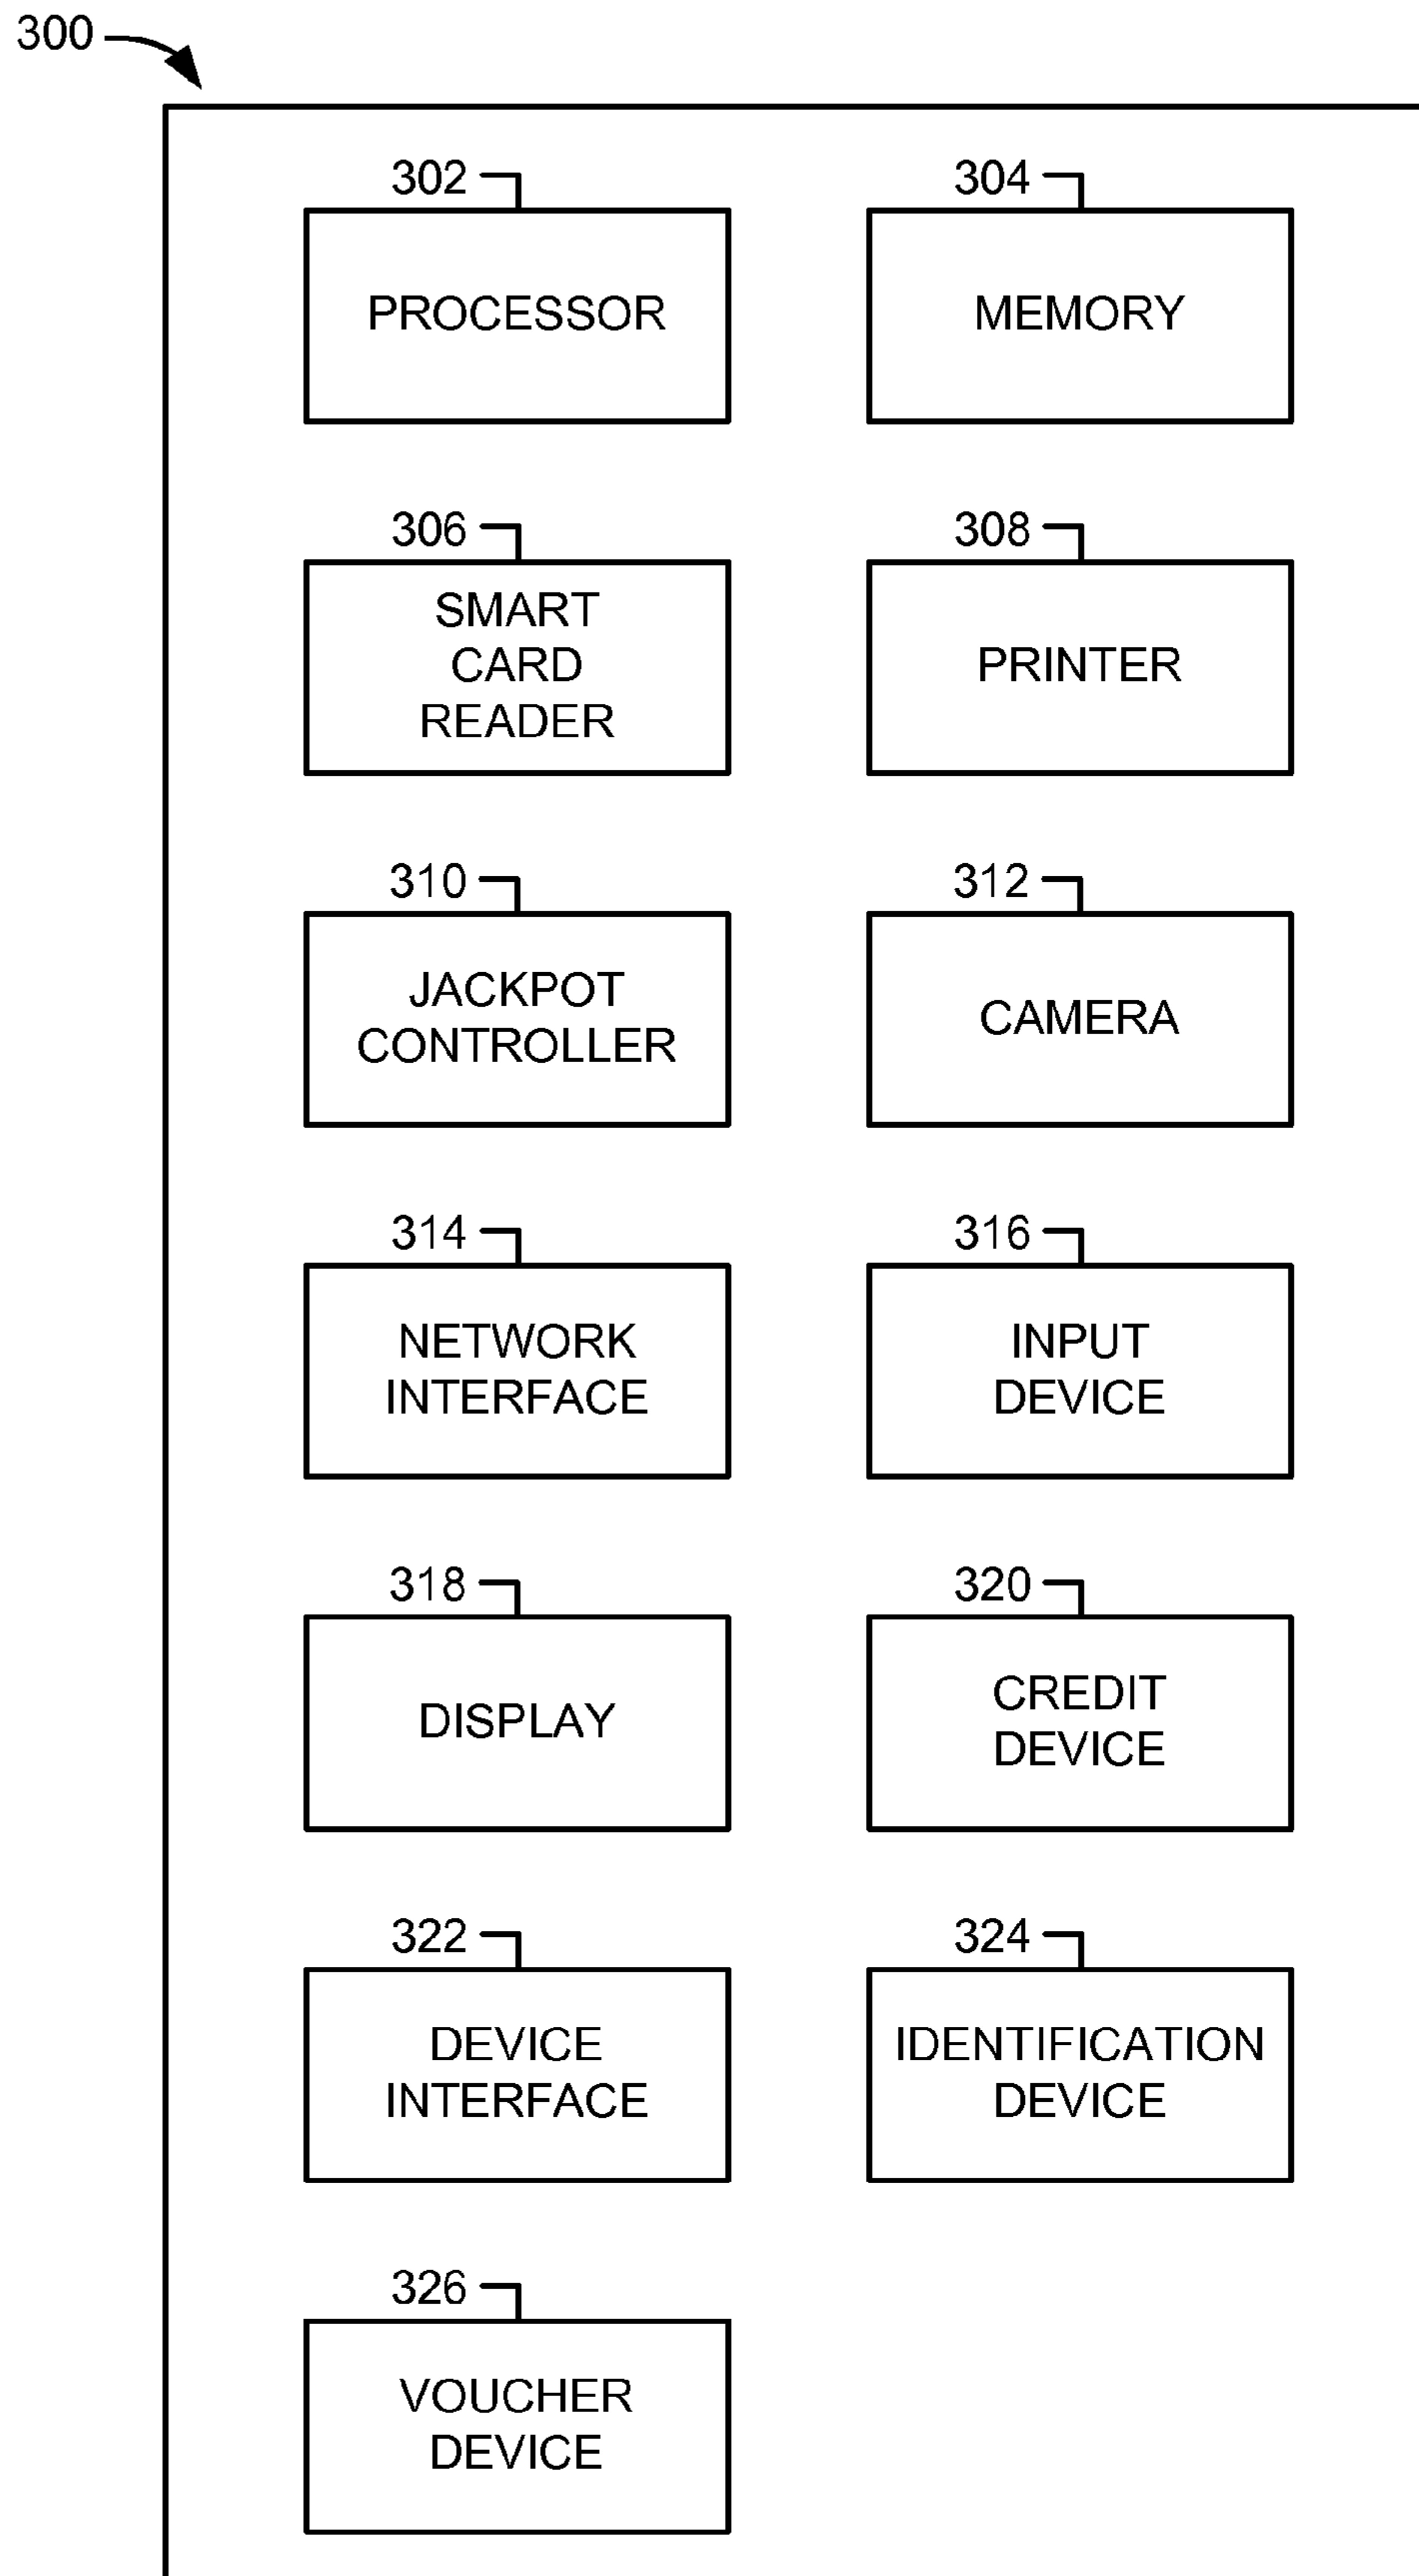 300
302
PROCESSOR
304
MEMORY
306
SMART
CARD
READER
308
PRINTER
310
JACKPOT
CONTROLLER
312
CAMERA
314
NETWORK
INTERFACE
316
INPUT
DEVICE
318
DISPLAY
320
CREDIT
DEVICE
322
DEVICE
INTERFACE
324
IDENTIFICATION
DEVICE
326
VOUCHER
DEVICE